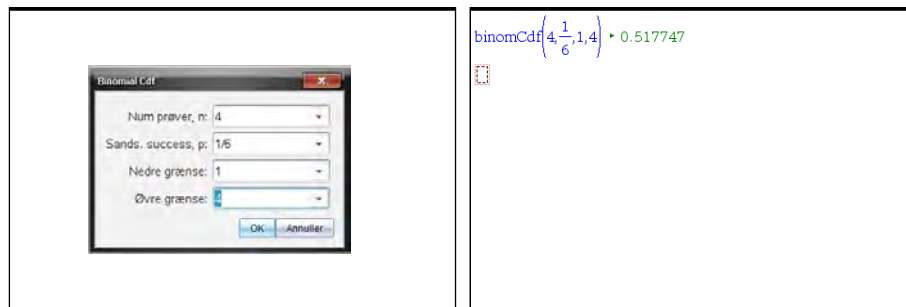 Binomial Cdf
Num prøver, n: 4
Sands. success, p: 1/6
Nedre grænse: 1
Øvre grænse: 4
OK Annuller
binomCdf(4,1/6,1,4) ▸ 0.517747